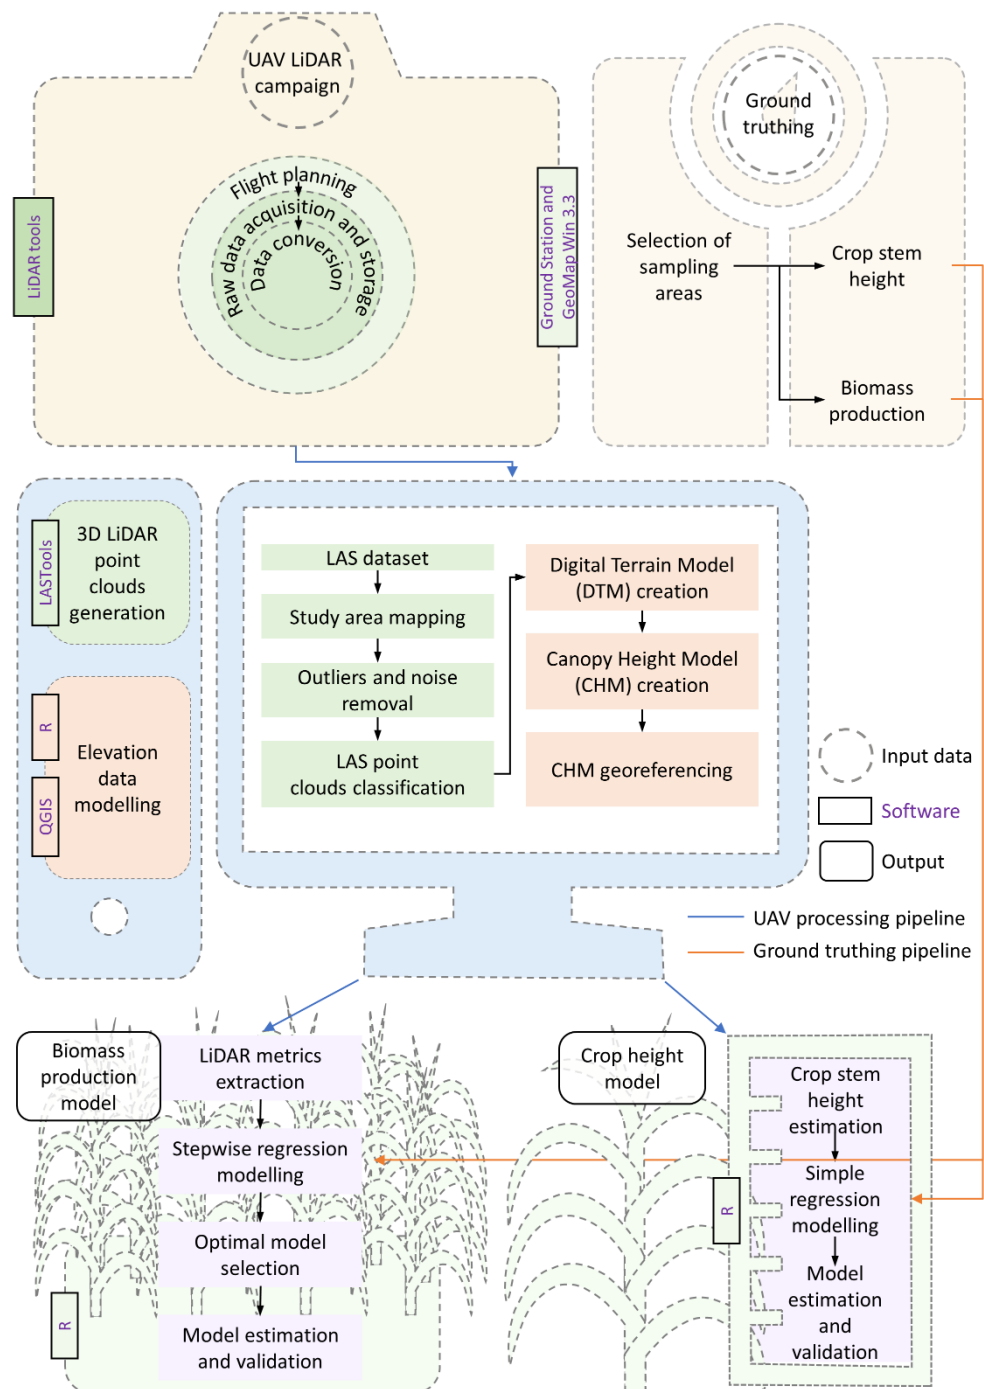 UAV LiDAR
campaign
Flight planning
Raw data acquisition and storage
Data conversion
LiDAR tools
Ground Station and
GeoMap Win 3.3
Ground
truthing
Selection of
sampling
areas
Crop stem
height
Biomass
production
3D LiDAR
point
clouds
generation
LASTools
Elevation
data
modelling
R
QGIS
LAS dataset
Study area mapping
Outliers and noise
removal
LAS point
clouds classification
Digital Terrain Model
(DTM) creation
Canopy Height Model
(CHM) creation
CHM georeferencing
Input data
Software
Output
UAV processing pipeline
Ground truthing pipeline
Biomass
production
model
LiDAR metrics
extraction
Stepwise regression
modelling
Optimal model
selection
Model estimation
and validation
R
Crop height
model
Crop stem
height
estimation
Simple
regression
modelling
Model
estimation
and
validation
R